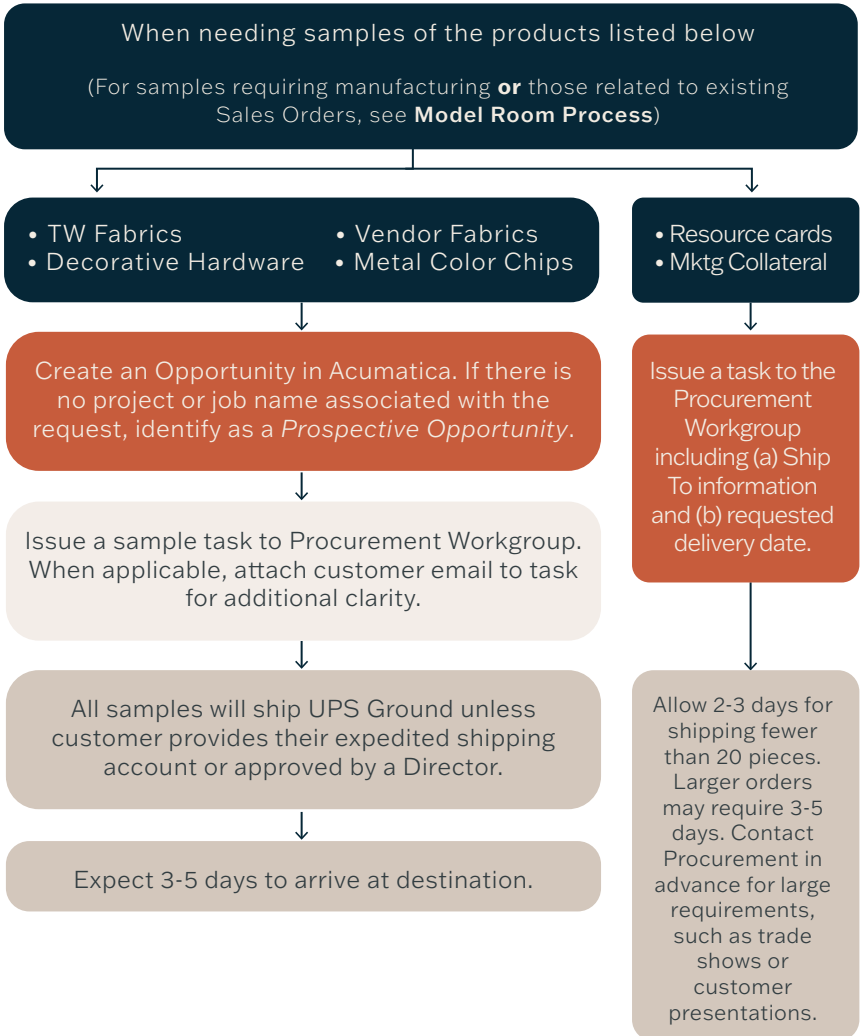 When needing samples of the products listed below
(For samples requiring manufacturing or those related to existing
Sales Orders, see Model Room Process)
• TW Fabrics
• Decorative Hardware
• Vendor Fabrics
• Metal Color Chips
Create an Opportunity in Acumatica. If there is
no project or job name associated with the
request, identify as a Prospective Opportunity.
Issue a sample task to Procurement Workgroup.
When applicable, attach customer email to task
for additional clarity.
All samples will ship UPS Ground unless
customer provides their expedited shipping
account or approved by a Director.
Expect 3-5 days to arrive at destination.
• Resource cards
• Mktg Collateral
Issue a task to the
Procurement
Workgroup
including (a) Ship
To information
and (b) requested
delivery date.
Allow 2-3 days for
shipping fewer
than 20 pieces.
Larger orders
may require 3-5
days. Contact
Procurement in
advance for large
requirements,
such as trade
shows or
customer
presentations.